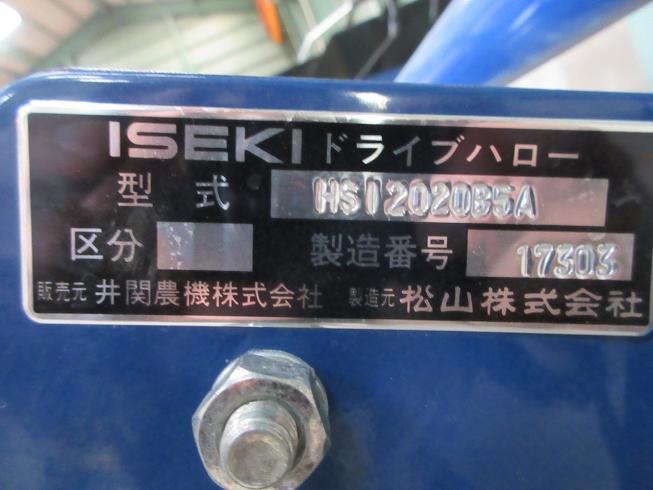 ISEKI ドライブハロー
型式 HSI2020B5A
区分 製造番号 17303
販売元 井関農機株式会社 製造元 松山株式会社